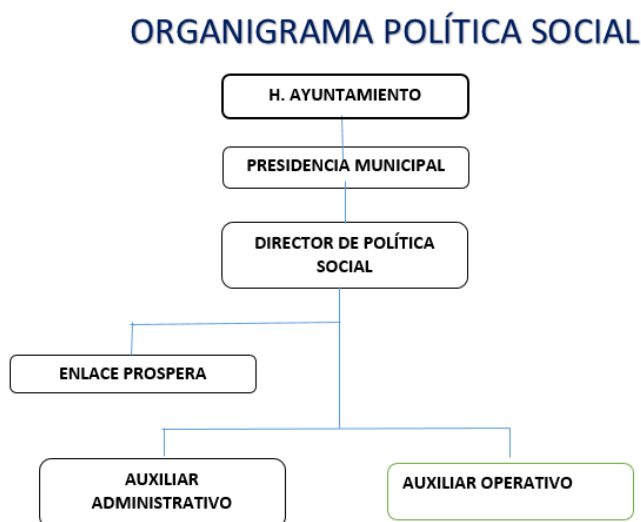 ORGANIGRAMA POLÍTICA SOCIAL
H. AYUNTAMIENTO
PRESIDENCIA MUNICIPAL
DIRECTOR DE POLÍTICA
SOCIAL
ENLACE PROSPERA
AUXILIAR
ADMINISTRATIVO
AUXILIAR OPERATIVO